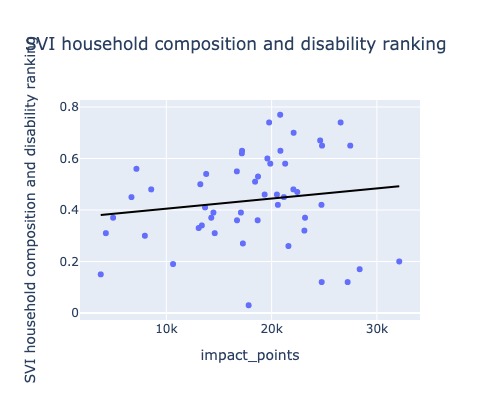 SVI household composition and disability ranking
SVI household composition and disability ranking
0.8
0.6
0.4
0.2
0
10k
20k
30k
impact_points